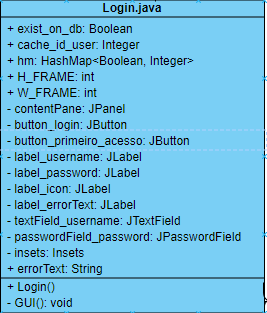 Login.java
+ exist_on_db: Boolean
+ cache_id_user: Integer
+ hm: HashMap<Boolean, Integer>
+ H_FRAME: int
+ W_FRAME: int
- contentPane: JPanel
- button_login: JButton
- button_primeiro_acesso: JButton
- label_username: JLabel
- label_password: JLabel
- label_icon: JLabel
- label_errorText: JLabel
- textField_username: JTextField
- passwordField_password: JPasswordField
- insets: Insets
+ errorText: String
+ Login()
- GUI(): void